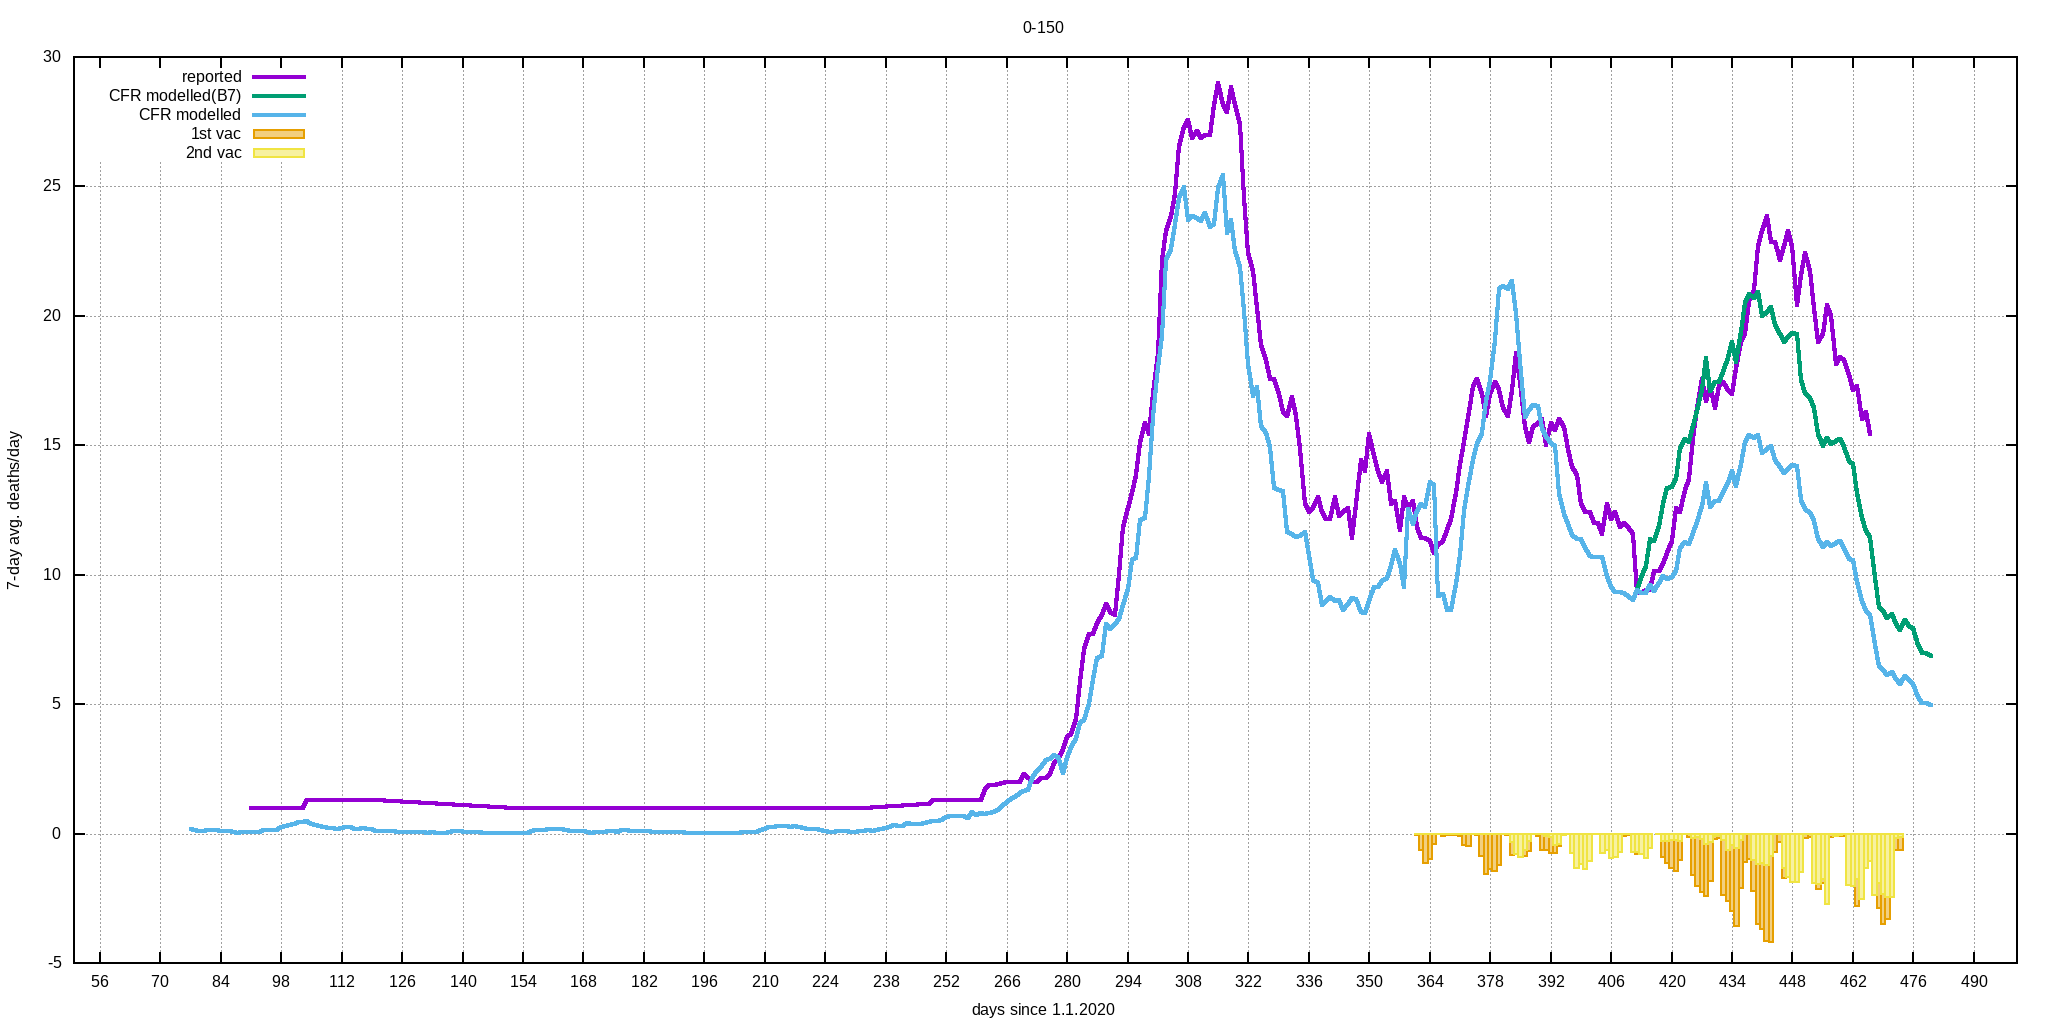 0-150
30
25
20
15
10
5
0
-5
7-day avg. deaths/day
reported
CFR modelled(B7)
CFR modelled
1st vac
2nd vac
56 70 84 98 112 126 140 154 168 182 196 210 224 238 252 266 280 294 308 322 336 350 364 378 392 406 420 434 448 462 476 490
days since 1.1.2020